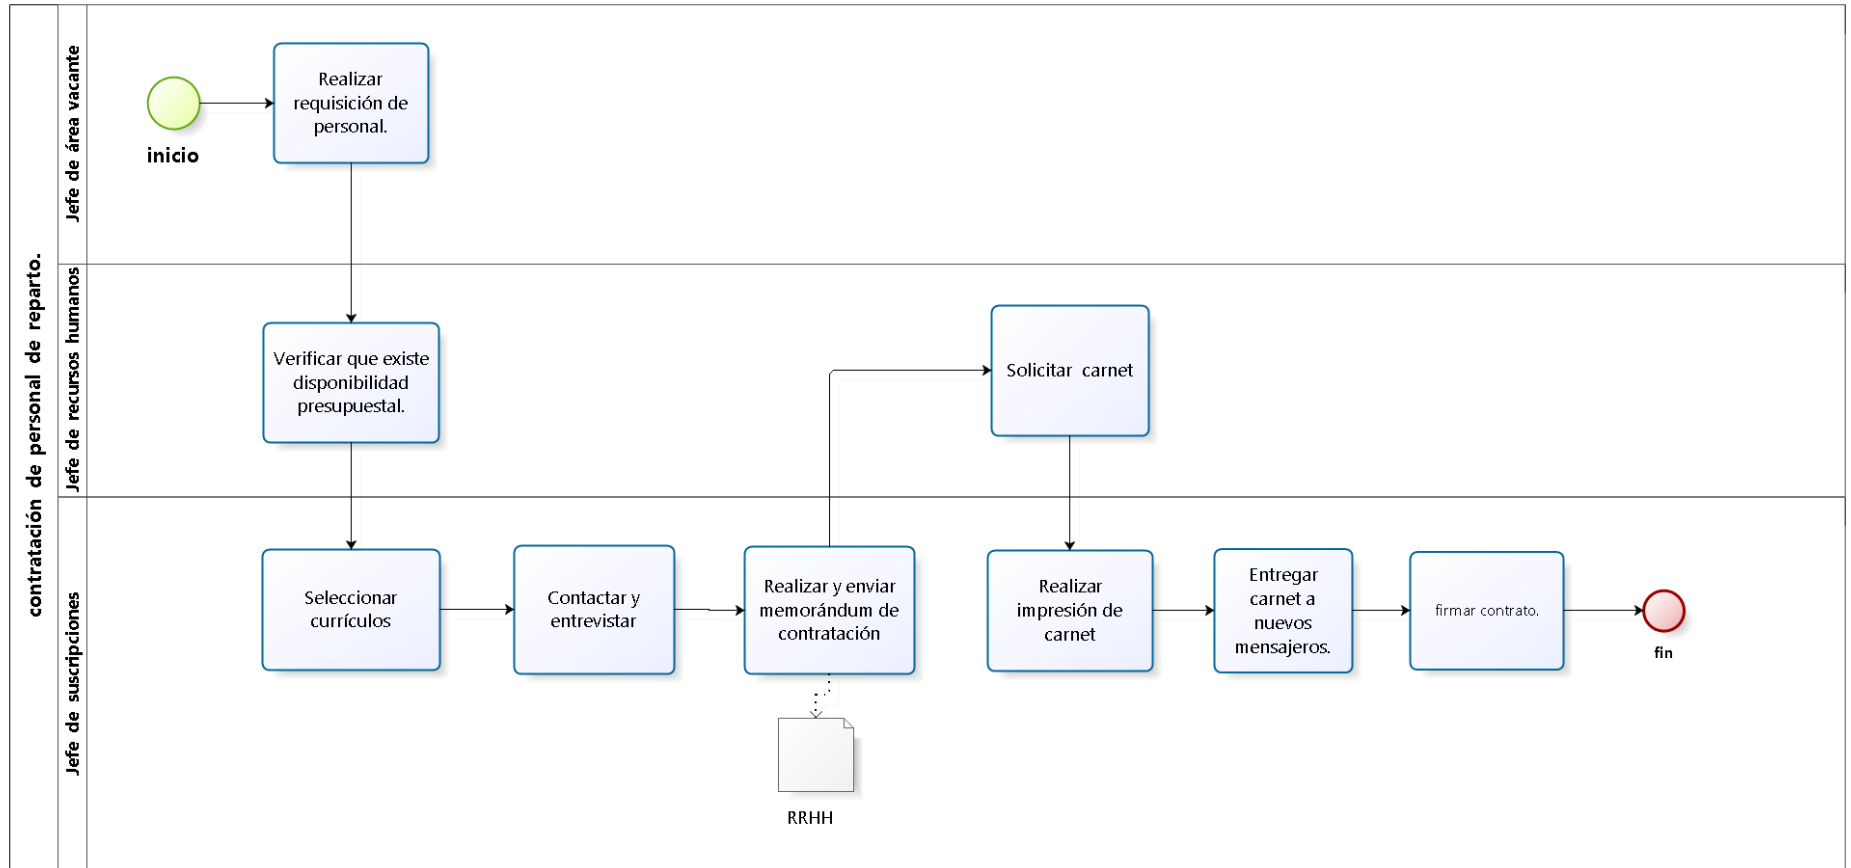 contratación de personal de reparto.
Jefe de área vacante
inicio
Realizar
requisición de
personal.
Jefe de recursos humanos
Verificar que existe
disponibilidad
presupuestal.
Solicitar carnet
Jefe de suscripciones
Seleccionar
currículos
Contactar y
entrevistar
Realizar y enviar
memorándum de
contratación
RRHH
Realizar
impresión de
carnet
Entregar
carnet a
nuevos
mensajeros.
firmar contrato.
fin